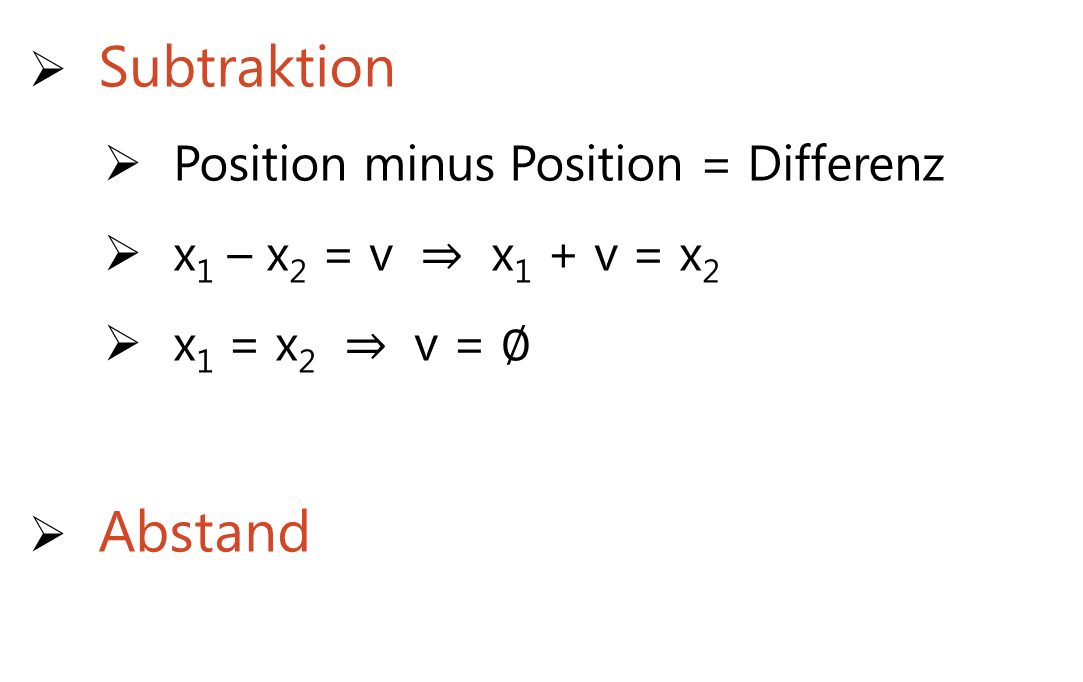 ➢ Subtraktion
➢ Position minus Position = Differenz
➢ x₁ – x₂ = v ⇒ x₁ + v = x₂
➢ x₁ = x₂ ⇒ v = ∅
➢ Abstand